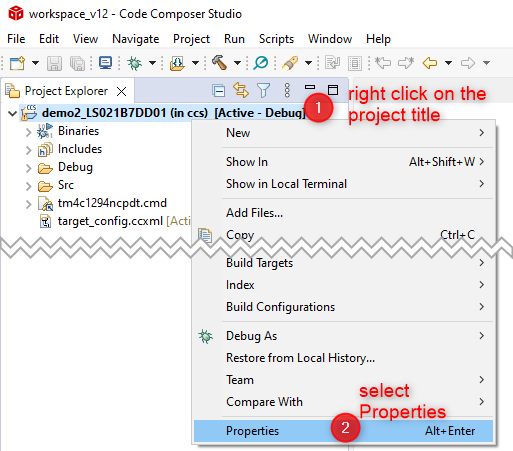 workspace_v12 - Code Composer Studio
File Edit View Navigate Project Run Scripts Window Help
Project Explorer
demo2_LS021B7DD01 (in ccs) [Active - Debug]
1
right click on the
project title
Binaries
Includes
Debug
Src
tm4c1294ncpdt.cmd
target_config.ccxml [Acti
New
Show In Alt+Shift+W
Show in Local Terminal
Add Files...
Copy Ctrl+C
Build Targets
Index
Build Configurations
Debug As
Restore from Local History...
Team
Compare With
select
Properties
2
Properties Alt+Enter